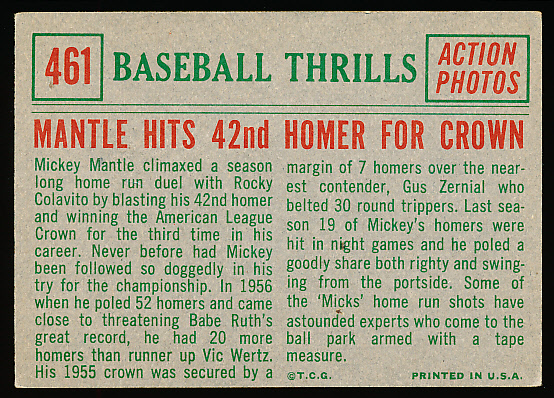 461
BASEBALL THRILLS
ACTION
PHOTOS
MANTLE HITS 42nd HOMER FOR CROWN
Mickey Mantle climaxed a season
long home run duel with Rocky
Colavito by blasting his 42nd homer
and winning the American League
Crown for the third time in his
career. Never before had Mickey
been followed so doggedly in his
try for the championship. In 1956
when he poled 52 homers and came
close to threatening Babe Ruth's
great record, he had 20 more
homers than runner up Vic Wertz.
His 1955 crown was secured by a
margin of 7 homers over the near-
est contender, Gus Zernial who
belted 30 round trippers. Last sea-
son 19 of Mickey's homers were
hit in night games and he poled a
goodly share both righty and swing-
ing from the portside. Some of
the 'Micks' home run shots have
astounded experts who come to the
ball park armed with a tape
measure.
©T.C.G.
PRINTED IN U.S.A.